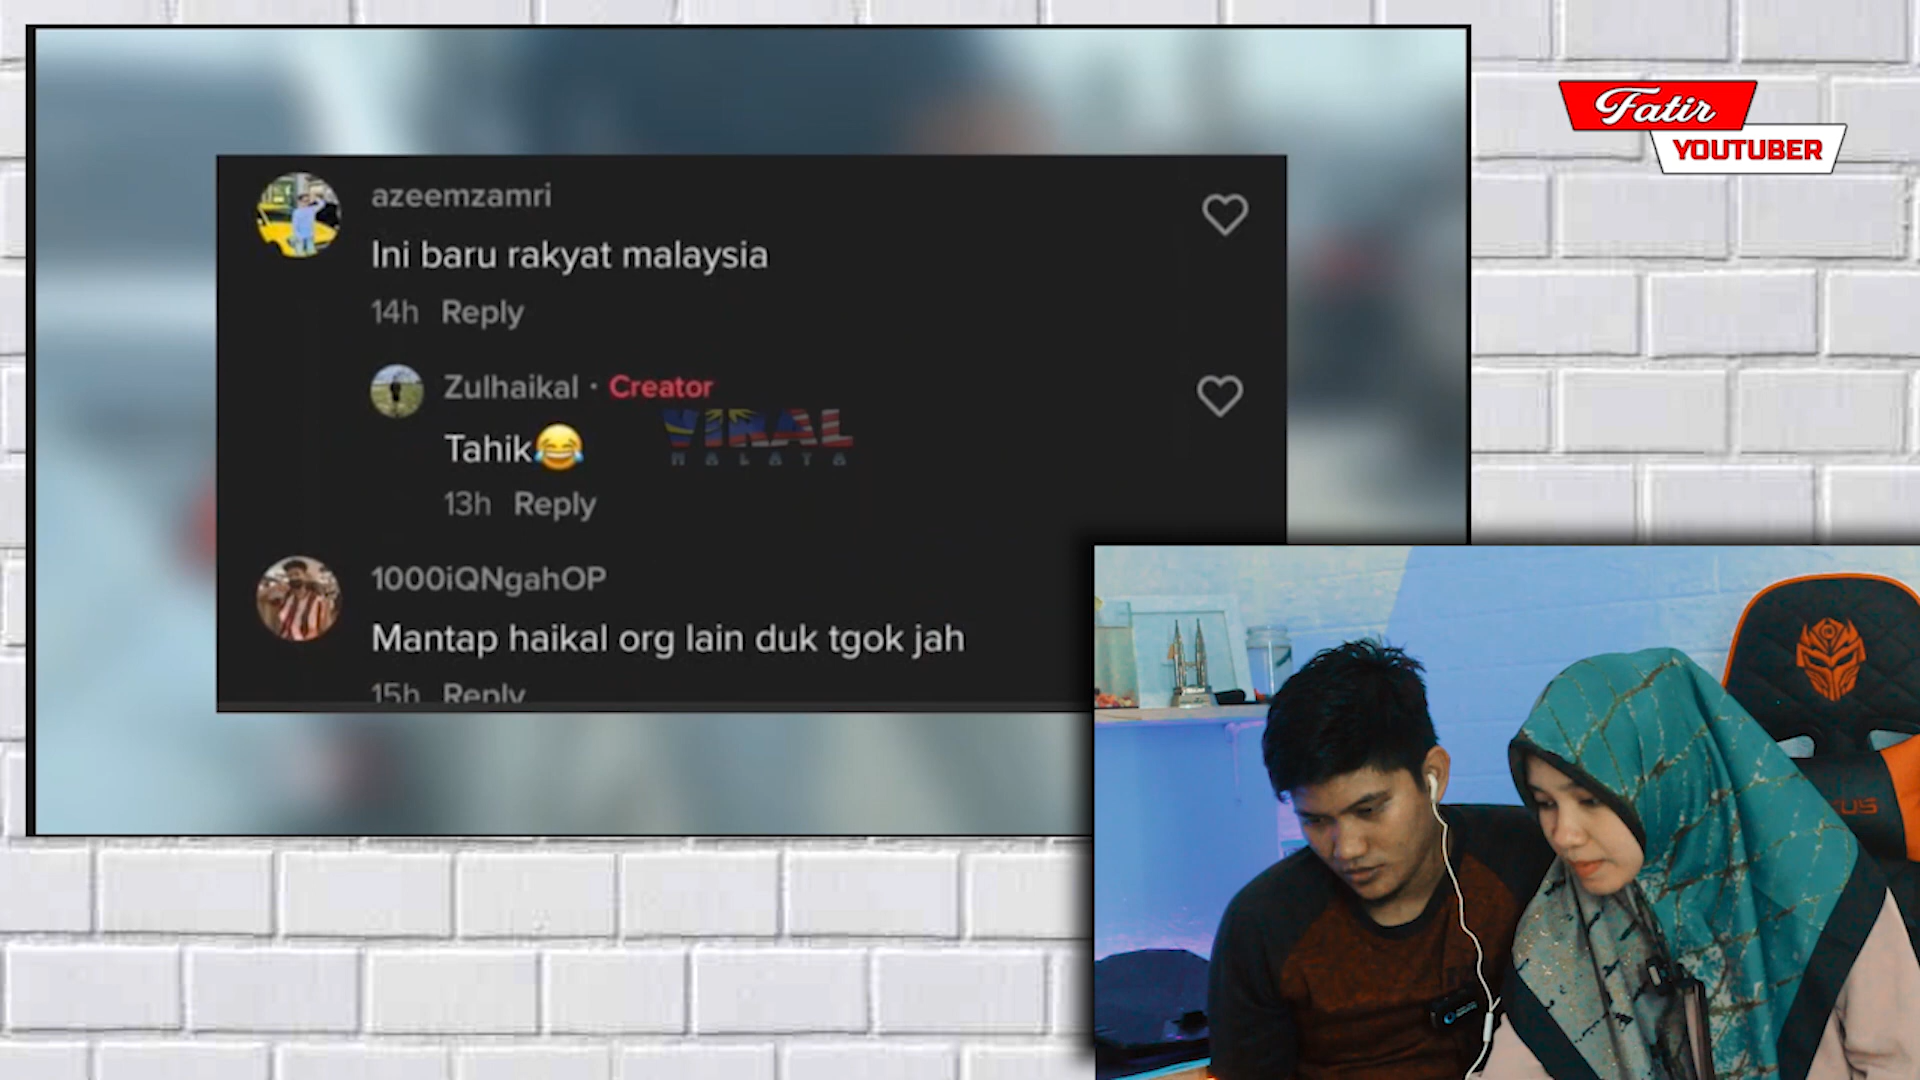 Fatir
YOUTUBER
azeemzamri
Ini baru rakyat malaysia
14h Reply
Zulhaikal · Creator
Tahik😂
VIRAL
MALAYA
13h Reply
1000iQNgahOP
Mantap haikal org lain duk tgok jah
15h Reply